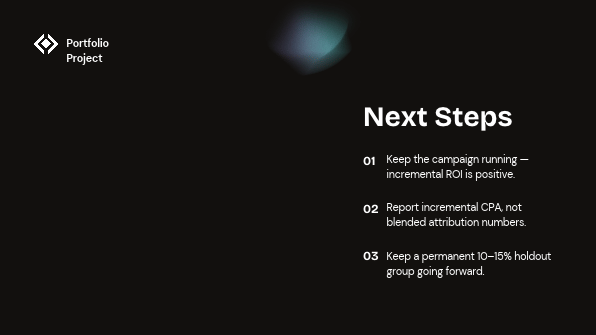 Portfolio
Project
Next Steps
01 Keep the campaign running —
incremental ROI is positive.
02 Report incremental CPA, not
blended attribution numbers.
03 Keep a permanent 10–15% holdout
group going forward.